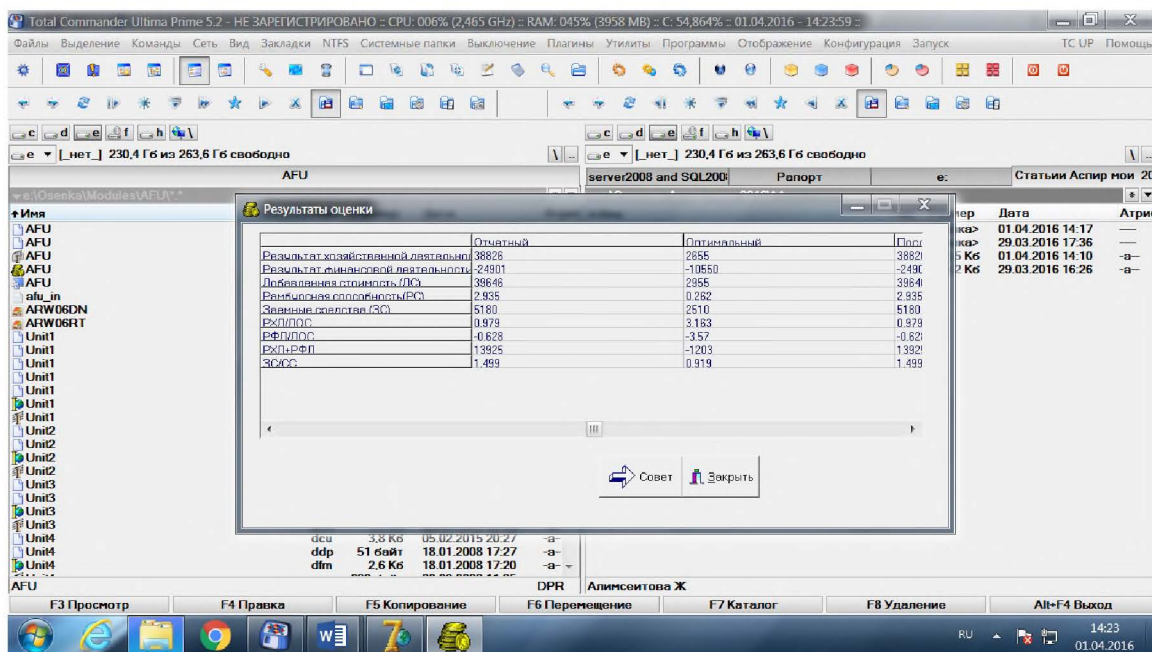 Total Commander Ultima Prime 5.2 - НЕ ЗАРЕГИСТРИРОВАНО :: CPU: 006% (2,465 GHz) :: RAM: 045% (3958 MB) :: C: 54,864% :: 01.04.2016 - 14:23:59 ::
Файлы Выделение Команды Сеть Вид Закладки NTFS Системные папки Выключение Плагины Утилиты Программы Отображение Конфигурация Запуск TC UP Помощь
c d e f h \ c d e f h \
e [_нет_] 230,4 Гб из 263,6 Гб свободно \ .. e [_нет_] 230,4 Гб из 263,6 Гб свободно \ ..
AFU server2008 and SQL200 Рапорт e: Статьии Аспир мои 20
e:\Osenka\Modules\AFU\*.*
Имя Дата Атри
AFU 01.04.2016 14:17
AFU 29.03.2016 17:36
AFU 01.04.2016 14:10 -a—
AFU 29.03.2016 16:26 -a—
AFU
afu_in
ARW06DN
ARW06RT
Unit1
Unit1
Unit1
Unit1
Unit1
Unit1
Unit1
Unit2
Unit2
Unit2
Unit2
Unit3
Unit3
Unit3
Unit3
Unit4 dcu 3,8 Кб 05.02.2015 20:27 -a—
Unit4 ddp 51 байт 18.01.2008 17:27 -a—
Unit4 dfm 2,6 Кб 18.01.2008 17:20 -a—
Результаты оценки
Отчетный Оптимальный
Результат хозяйственной деятельно 38826 2855 3882
Результат финансовой деятельность -24901 -10550 -2490
Добавленная стоимость (ДС) 39646 2955 3964
2.935 0.262 2.935
Заемные средства (ЗС) 5180 2510 5180
РХД/ДОС 0.979 3.163 0.979
РФД/ДОС -0.628 -3.57 -0.62
РХД+РФД 13925 -1203 1392
ЗС/СС 1.499 0.919 1.499
Совет Закрыть
AFU DPR Алимсеитова Ж
F3 Просмотр F4 Правка F5 Копирование F6 Перемещение F7 Каталог F8 Удаление Alt+F4 Выход
RU 14:23
01.04.2016